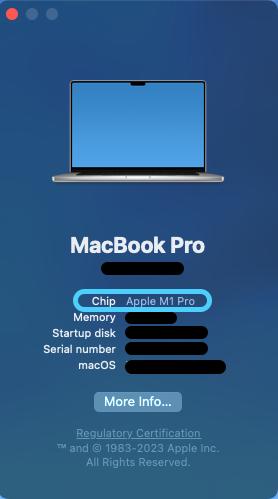 MacBook Pro
Chip Apple M1 Pro
Memory
Startup disk
Serial number
macOS
More Info...
Regulatory Certification
™ and © 1983-2023 Apple Inc.
All Rights Reserved.